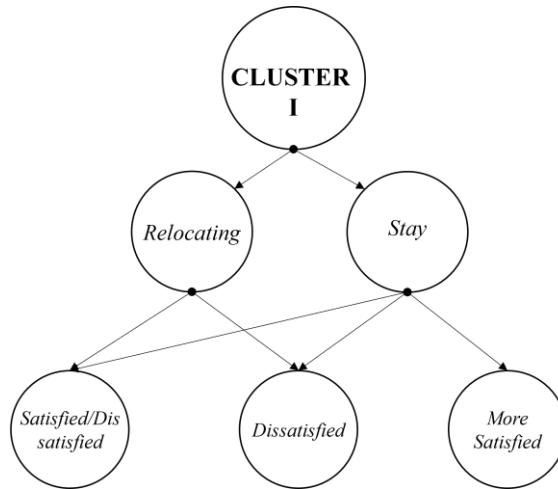 CLUSTER
I
Relocating
Stay
Satisfied/Dis
satisfied
Dissatisfied
More
Satisfied